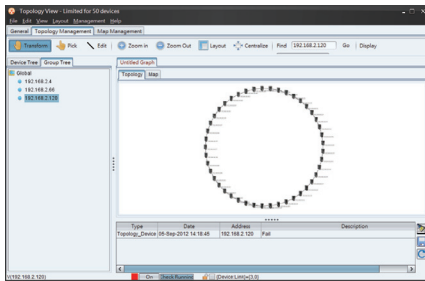 Topology View - Limited for 50 devices
File Edit View Layout Management Help
General Topology Management Map Management
Transform Pick Edit Zoom in Zoom Out Layout Centralize Find 192.168.2.120 Go Display
Device Tree Group Tree
Untitled Graph
Global
Topology Map
192.168.2.4
192.168.2.66
192.168.2.120
Type Date Address Description
Topology_Device 05-Sep-2012 14:18:45 192.168.2.120 Fail
V(192.168.2.120)
On Check Running (Device:Link)=(3,0)